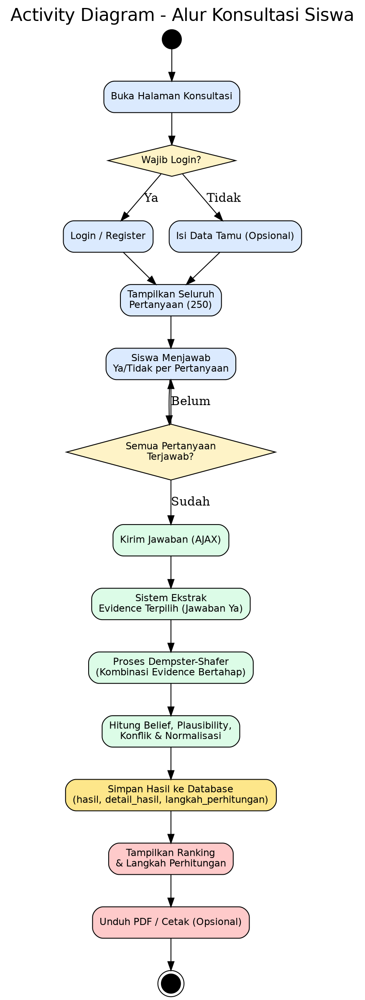 Activity Diagram - Alur Konsultasi Siswa
Buka Halaman Konsultasi
Wajib Login?
Ya
Tidak
Login / Register
Isi Data Tamu (Opsional)
Tampilkan Seluruh
Pertanyaan (250)
Siswa Menjawab
Ya/Tidak per Pertanyaan
Belum
Semua Pertanyaan
Terjawab?
Sudah
Kirim Jawaban (AJAX)
Sistem Ekstrak
Evidence Terpilih (Jawaban Ya)
Proses Dempster-Shafer
(Kombinasi Evidence Bertahap)
Hitung Belief, Plausibility,
Konflik & Normalisasi
Simpan Hasil ke Database
(hasil, detail_hasil, langkah_perhitungan)
Tampilkan Ranking
& Langkah Perhitungan
Unduh PDF / Cetak (Opsional)